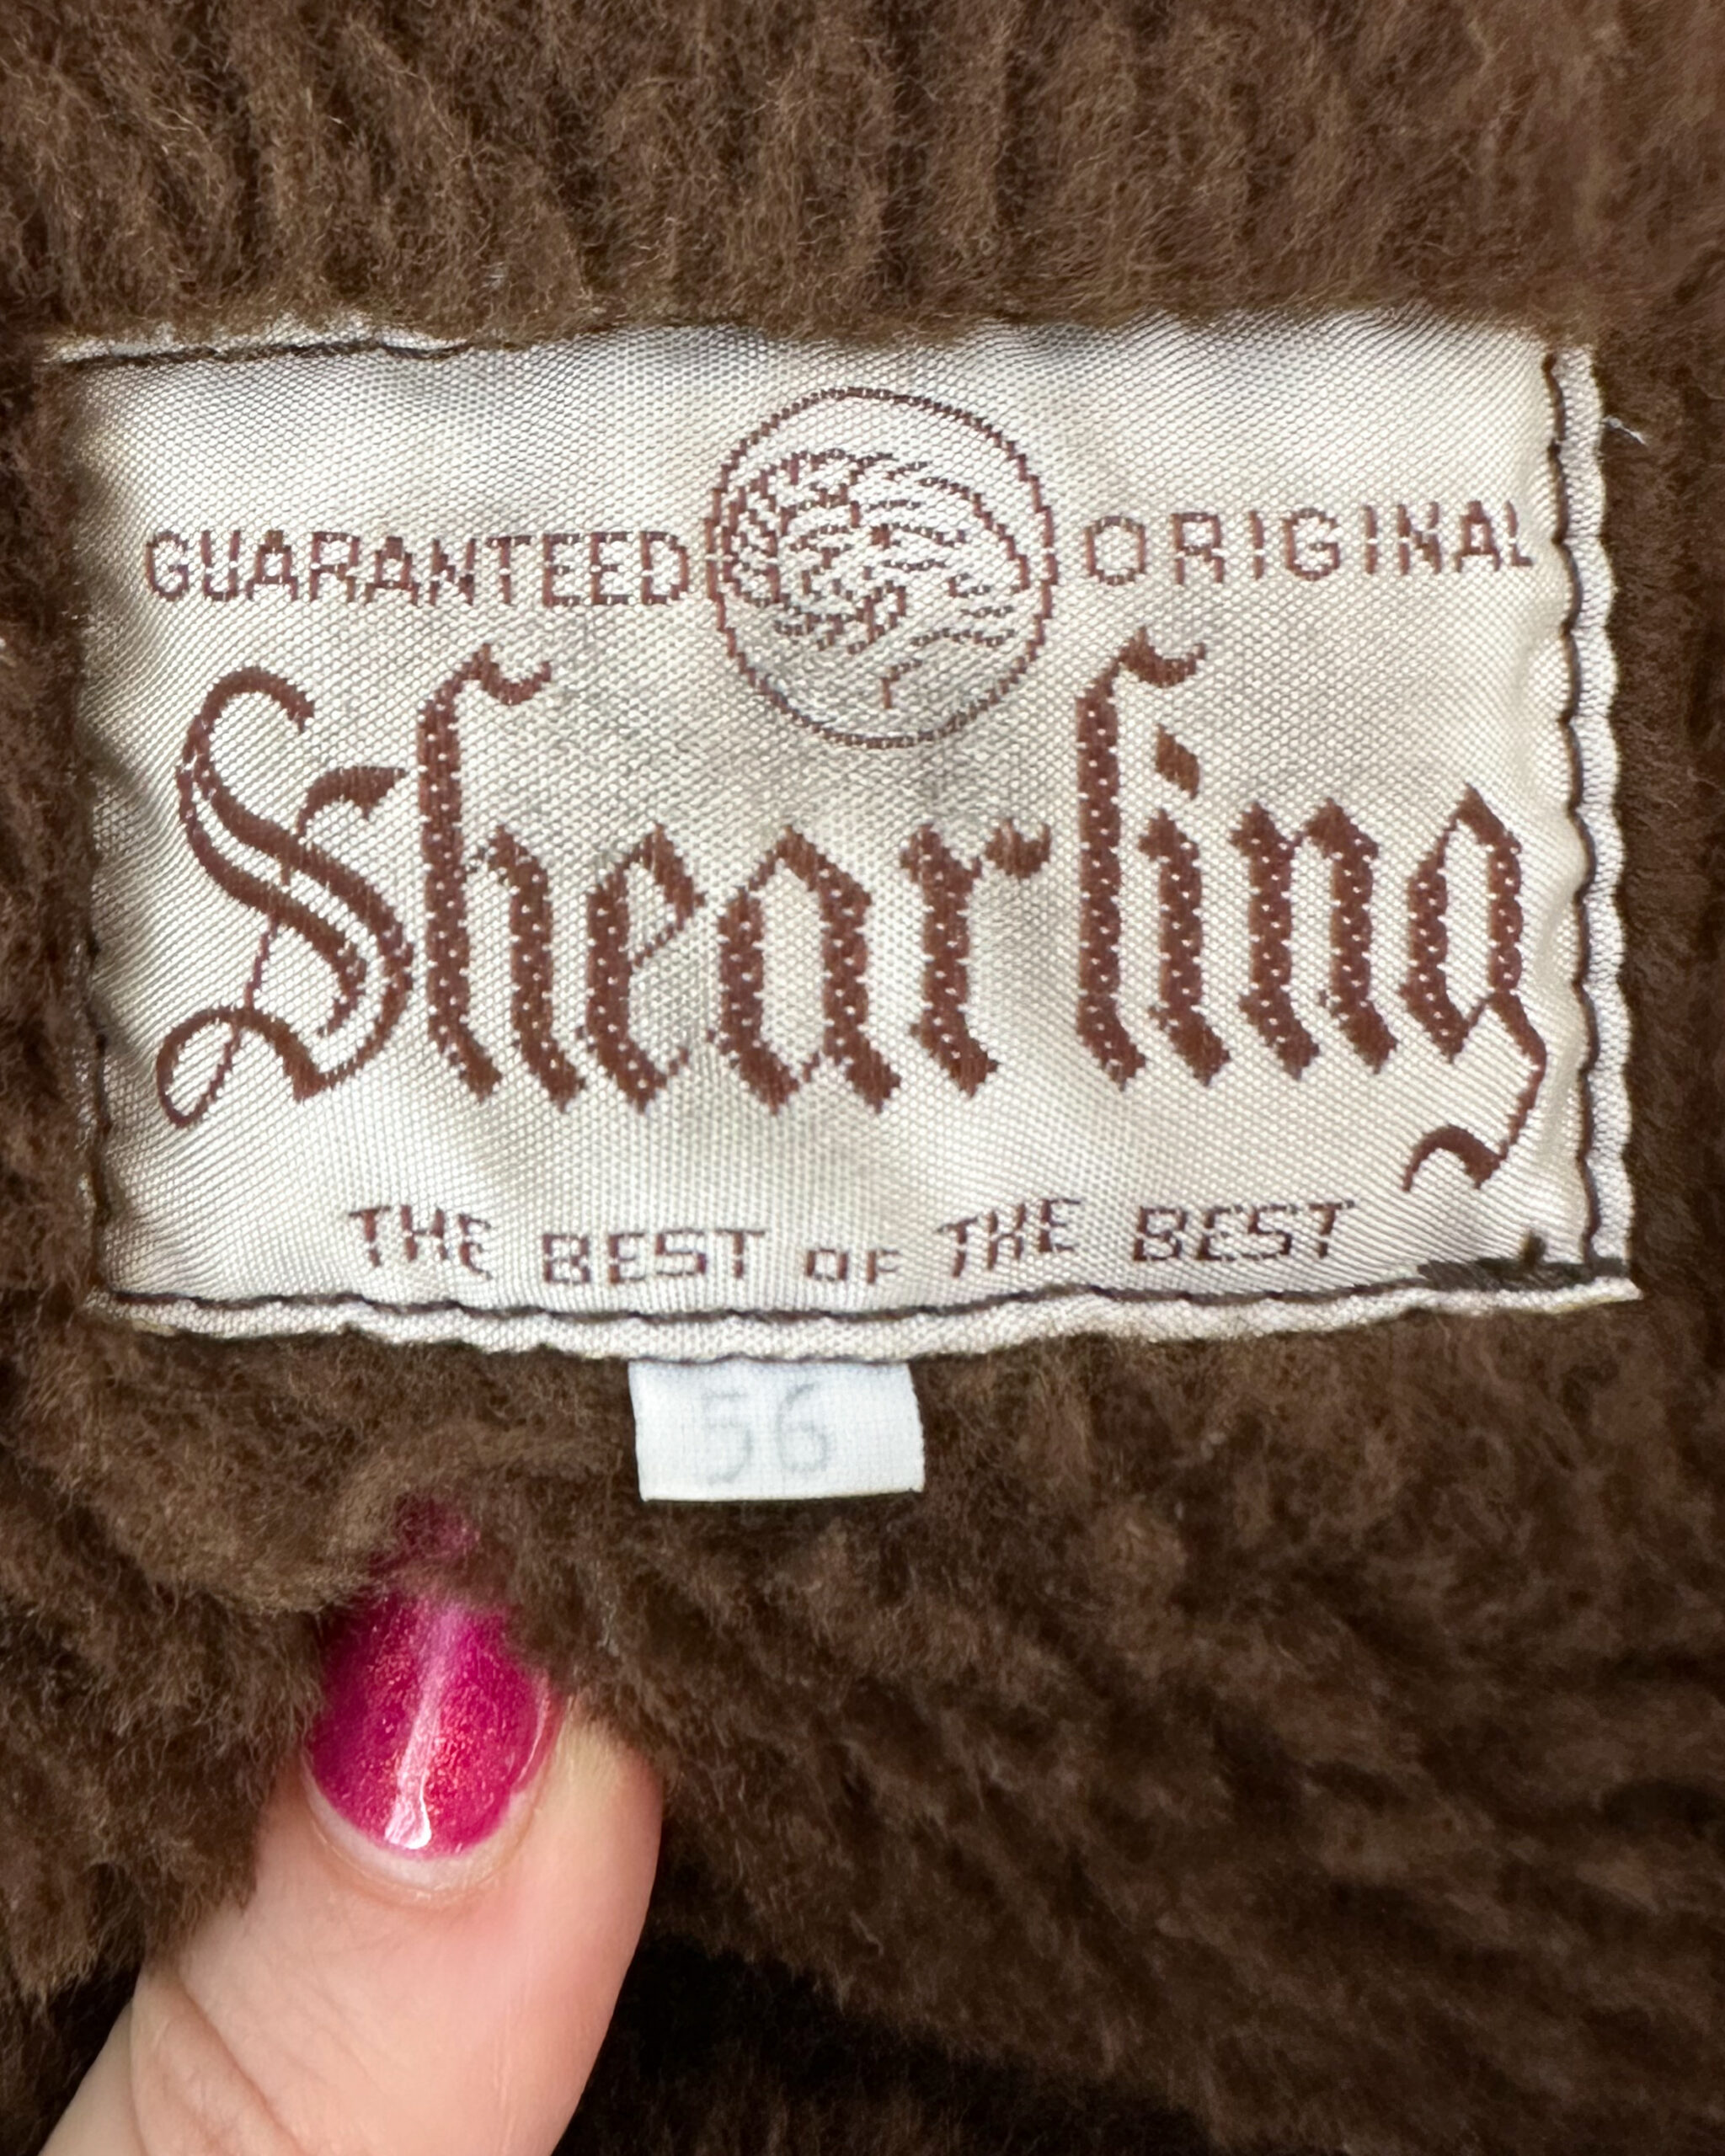 GUARANTEED ORIGINAL
Shearling
THE BEST OF THE BEST
56